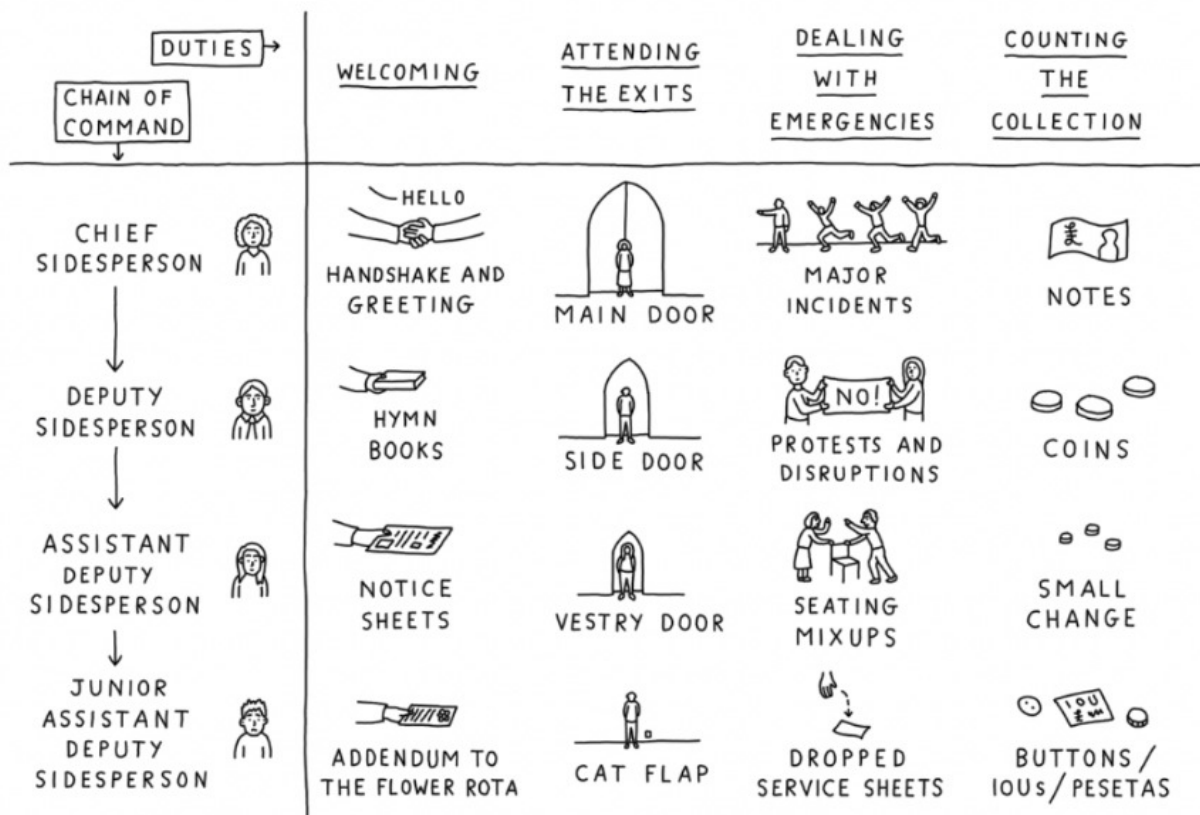 DUTIES
CHAIN OF
COMMAND
WELCOMING
ATTENDING
THE EXITS
DEALING
WITH
EMERGENCIES
COUNTING
THE
COLLECTION
CHIEF
SIDESPERSON
HELLO
HANDSHAKE AND
GREETING
MAIN DOOR
MAJOR
INCIDENTS
£
NOTES
DEPUTY
SIDESPERSON
HYMN
BOOKS
SIDE DOOR
NO!
PROTESTS AND
DISRUPTIONS
COINS
ASSISTANT
DEPUTY
SIDESPERSON
NOTICE
SHEETS
VESTRY DOOR
SEATING
MIXUPS
SMALL
CHANGE
JUNIOR
ASSISTANT
DEPUTY
SIDESPERSON
ADDENDUM TO
THE FLOWER ROTA
CAT FLAP
DROPPED
SERVICE SHEETS
IOU
£
BUTTONS/
IOUs/PESETAS